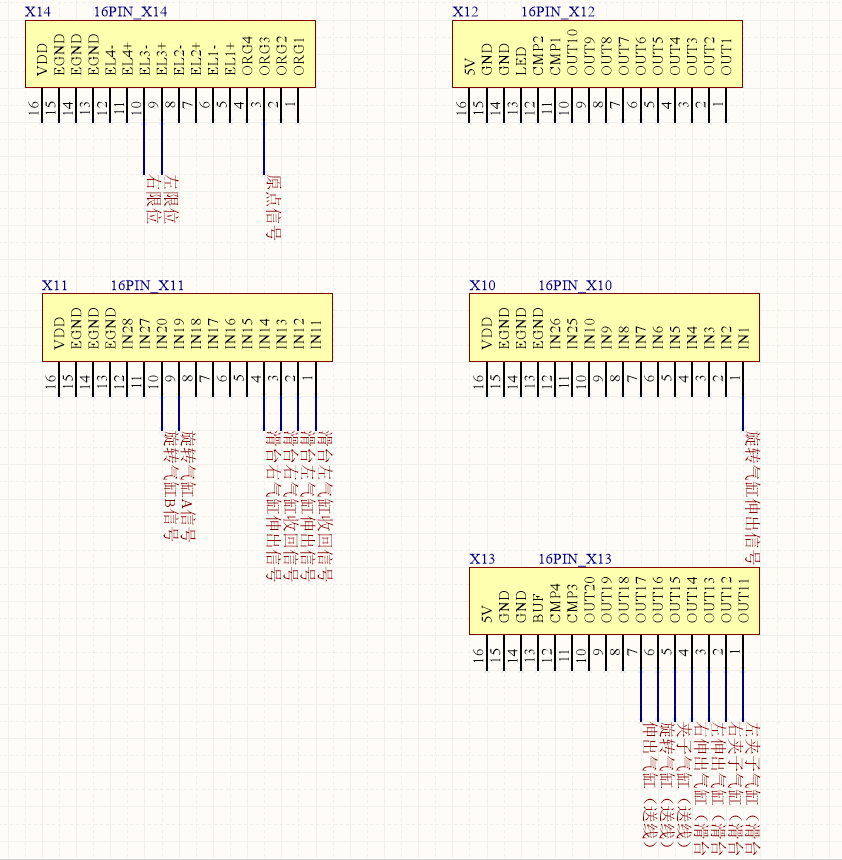 X14 16PIN_X14
VDD
EGND
EGND
EGND
EL4-
EL4+
EL3-
EL3+
EL2-
EL2+
EL1-
EL1+
ORG4
ORG3
ORG2
ORG1
16
15
14
13
12
11
10
9
8
7
6
5
4
3
2
1
右限位
左限位
原点信号
X12 16PIN_X12
5V
GND
GND
LED
CMP2
CMP1
OUT10
OUT9
OUT8
OUT7
OUT6
OUT5
OUT4
OUT3
OUT2
OUT1
16
15
14
13
12
11
10
9
8
7
6
5
4
3
2
1
X11 16PIN_X11
VDD
EGND
EGND
EGND
IN28
IN27
IN20
IN19
IN18
IN17
IN16
IN15
IN14
IN13
IN12
IN11
16
15
14
13
12
11
10
9
8
7
6
5
4
3
2
1
旋转气缸B信号
旋转气缸A信号
滑台右气缸伸出信号
滑台右气缸收回信号
滑台左气缸伸出信号
滑台左气缸收回信号
X10 16PIN_X10
VDD
EGND
EGND
EGND
IN26
IN25
IN10
IN9
IN8
IN7
IN6
IN5
IN4
IN3
IN2
IN1
16
15
14
13
12
11
10
9
8
7
6
5
4
3
2
1
旋转气缸伸出信号
X13 16PIN_X13
5V
GND
GND
BUF
CMP4
CMP3
OUT20
OUT19
OUT18
OUT17
OUT16
OUT15
OUT14
OUT13
OUT12
OUT11
16
15
14
13
12
11
10
9
8
7
6
5
4
3
2
1
伸出气缸（送线）
旋转气缸（送线）
夹子气缸（送线）
右伸出气缸（滑台
左伸出气缸（滑台
右夹子气缸（滑台
左夹子气缸（滑台